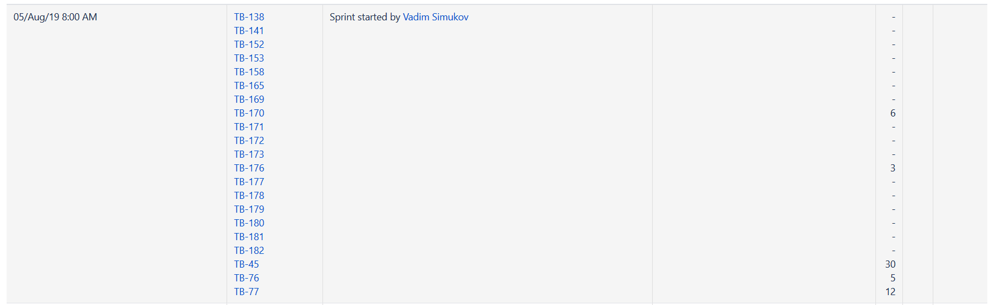 05/Aug/19 8:00 AM TB-138 Sprint started by Vadim Simukov -
TB-141 -
TB-152 -
TB-153 -
TB-158 -
TB-165 -
TB-169 -
TB-170 6
TB-171 -
TB-172 -
TB-173 -
TB-176 3
TB-177 -
TB-178 -
TB-179 -
TB-180 -
TB-181 -
TB-182 -
TB-45 30
TB-76 5
TB-77 12